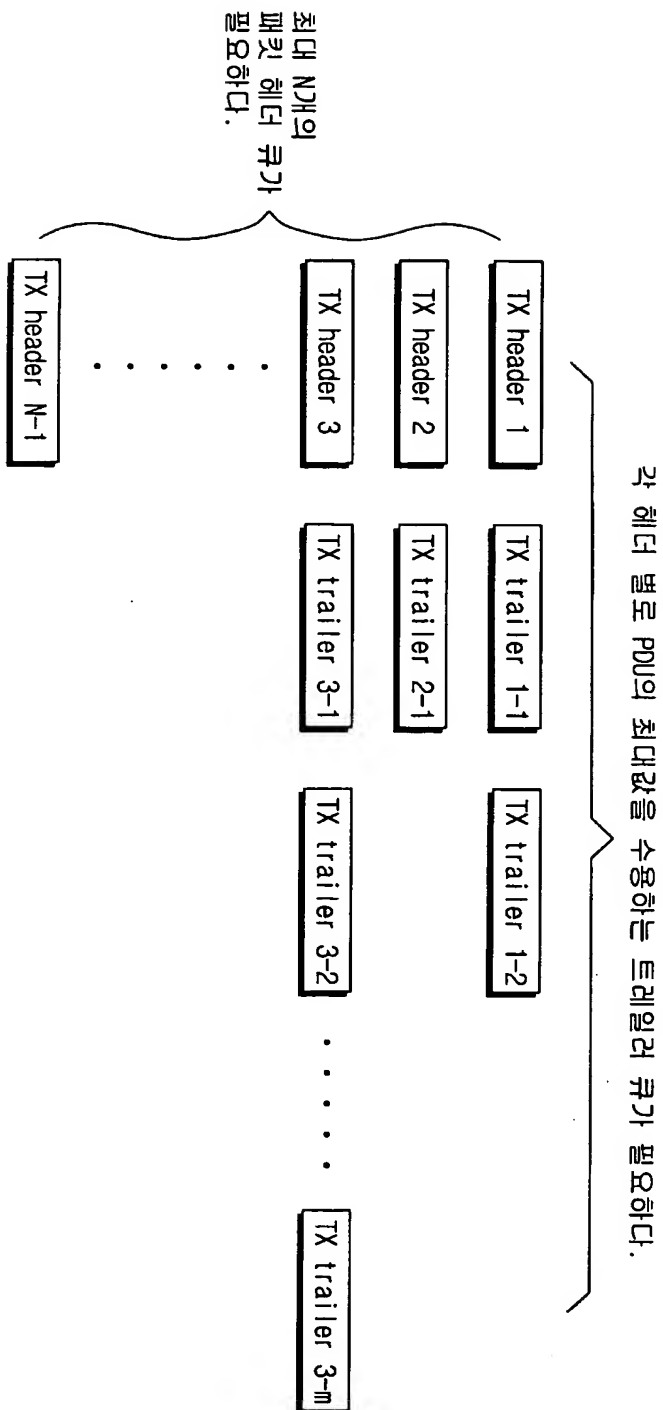 각 헤더 별로 PDU의 최대값을 수용하는 트레일러 큐가 필요하다.
최대 N개의
패킷 헤더 큐가
필요하다.
TX header 1
TX trailer 1-1
TX trailer 1-2
TX header 2
TX trailer 2-1
TX header 3
TX trailer 3-1
TX trailer 3-2
TX trailer 3-m
TX header N-1